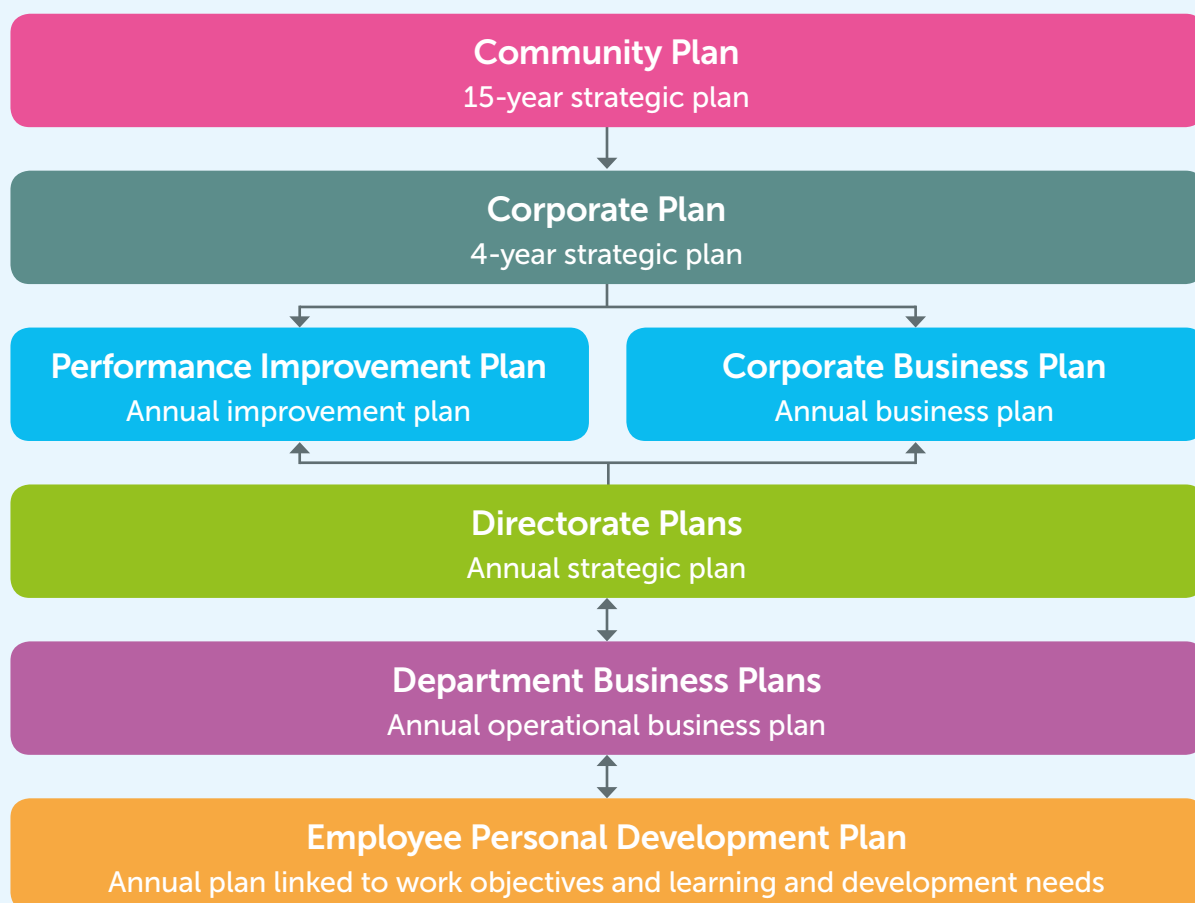 Community Plan
15-year strategic plan
Corporate Plan
4-year strategic plan
Performance Improvement Plan
Annual improvement plan
Corporate Business Plan
Annual business plan
Directorate Plans
Annual strategic plan
Department Business Plans
Annual operational business plan
Employee Personal Development Plan
Annual plan linked to work objectives and learning and development needs